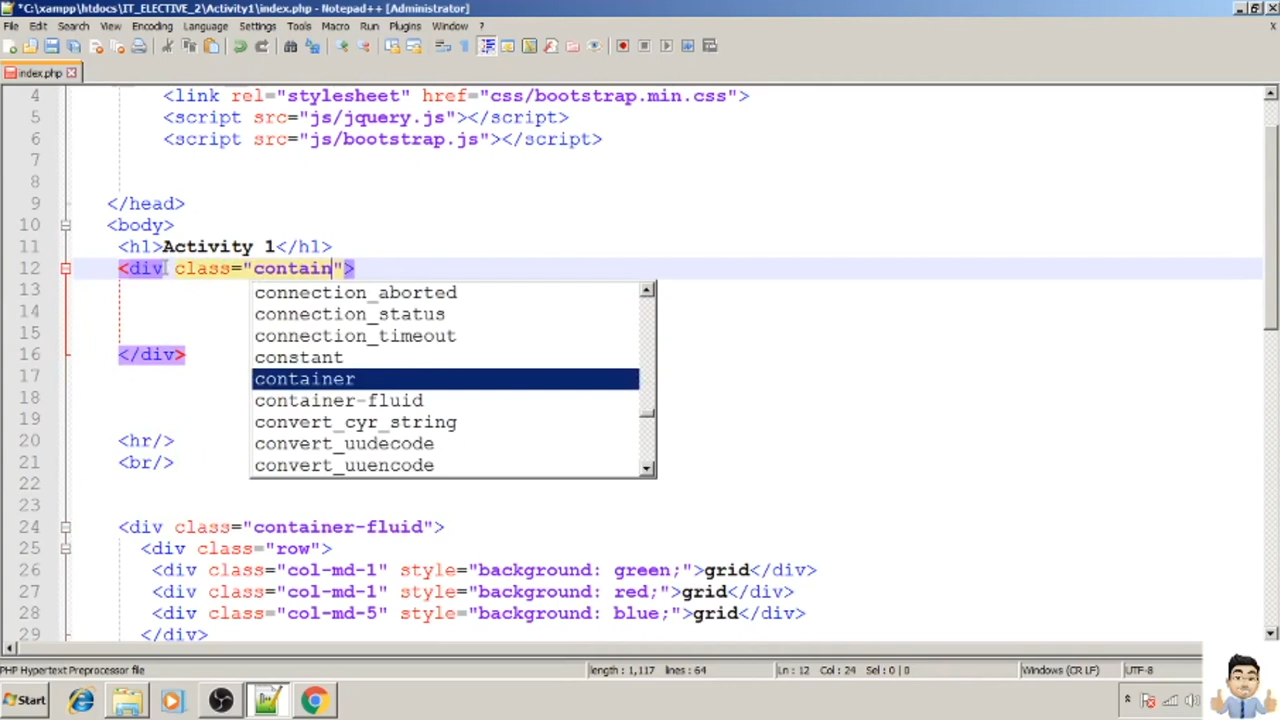 *C:\xampp\htdocs\IT_ELECTIVE_2\Activity1\index.php - Notepad++ [Administrator]
File Edit Search View Encoding Language Settings Tools Macro Run Plugins Window ? X
index.php
4 <link rel="stylesheet" href="css/bootstrap.min.css">
5 <script src="js/jquery.js"></script>
6 <script src="js/bootstrap.js"></script>
7
8
9 </head>
10 <body>
11 <h1>Activity 1</h1>
12 <div class="contain">
13 connection_aborted
14 connection_status
15 connection_timeout
16 </div> constant
17 container
18 container-fluid
19 convert_cyr_string
20 <hr/> convert_uudecode
21 <br/> convert_uuencode
22
23
24 <div class="container-fluid">
25 <div class="row">
26 <div class="col-md-1" style="background: green;">grid</div>
27 <div class="col-md-1" style="background: red;">grid</div>
28 <div class="col-md-5" style="background: blue;">grid</div>
29 </div>
PHP Hypertext Preprocessor file length : 1,117 lines : 64 Ln : 12 Col : 24 Sel : 0 | 0 Windows (CR LF) UTF-8
Start